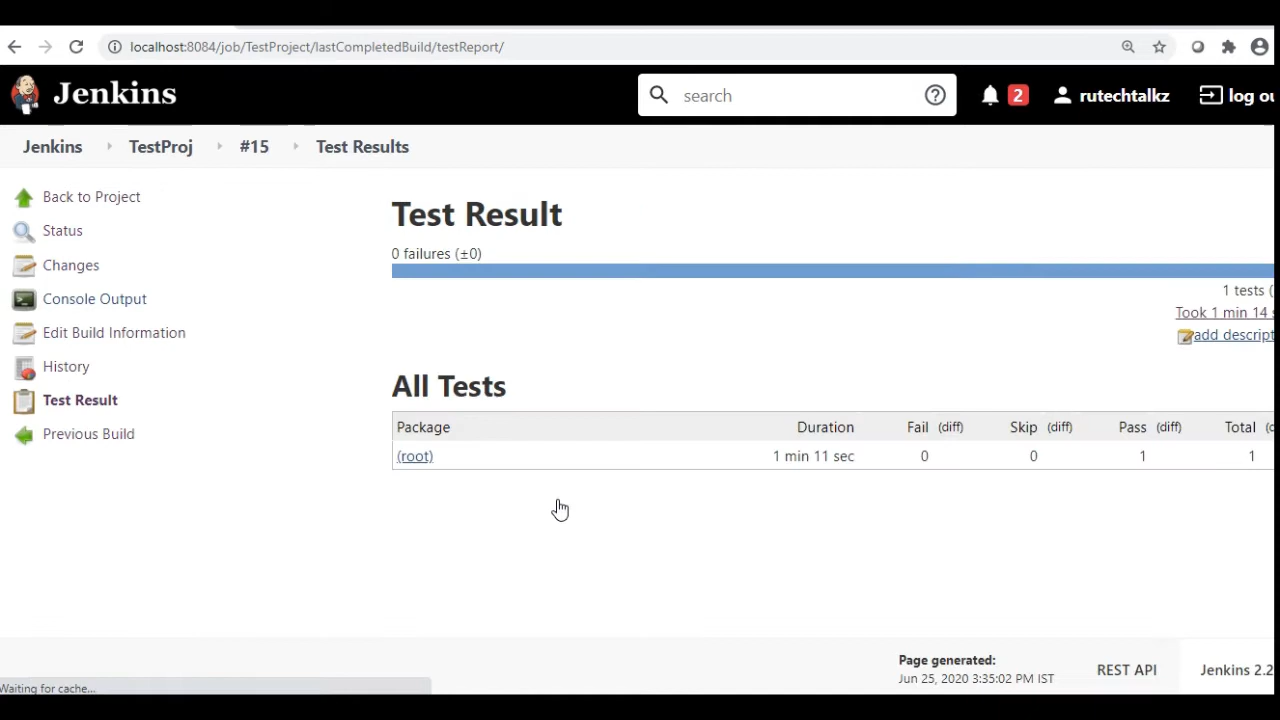 localhost:8084/job/TestProject/lastCompletedBuild/testReport/
Jenkins
search
2
rutechtalkz
log ou
Jenkins
TestProj
#15
Test Results
Back to Project
Status
Changes
Console Output
Edit Build Information
History
Test Result
Previous Build
Test Result
0 failures (±0)
1 tests (
Took 1 min 14 s
add descript
All Tests
Package Duration Fail (diff) Skip (diff) Pass (diff) Total (d
(root) 1 min 11 sec 0 0 1 1
Page generated:
Jun 25, 2020 3:35:02 PM IST
REST API
Jenkins 2.2
Waiting for cache...